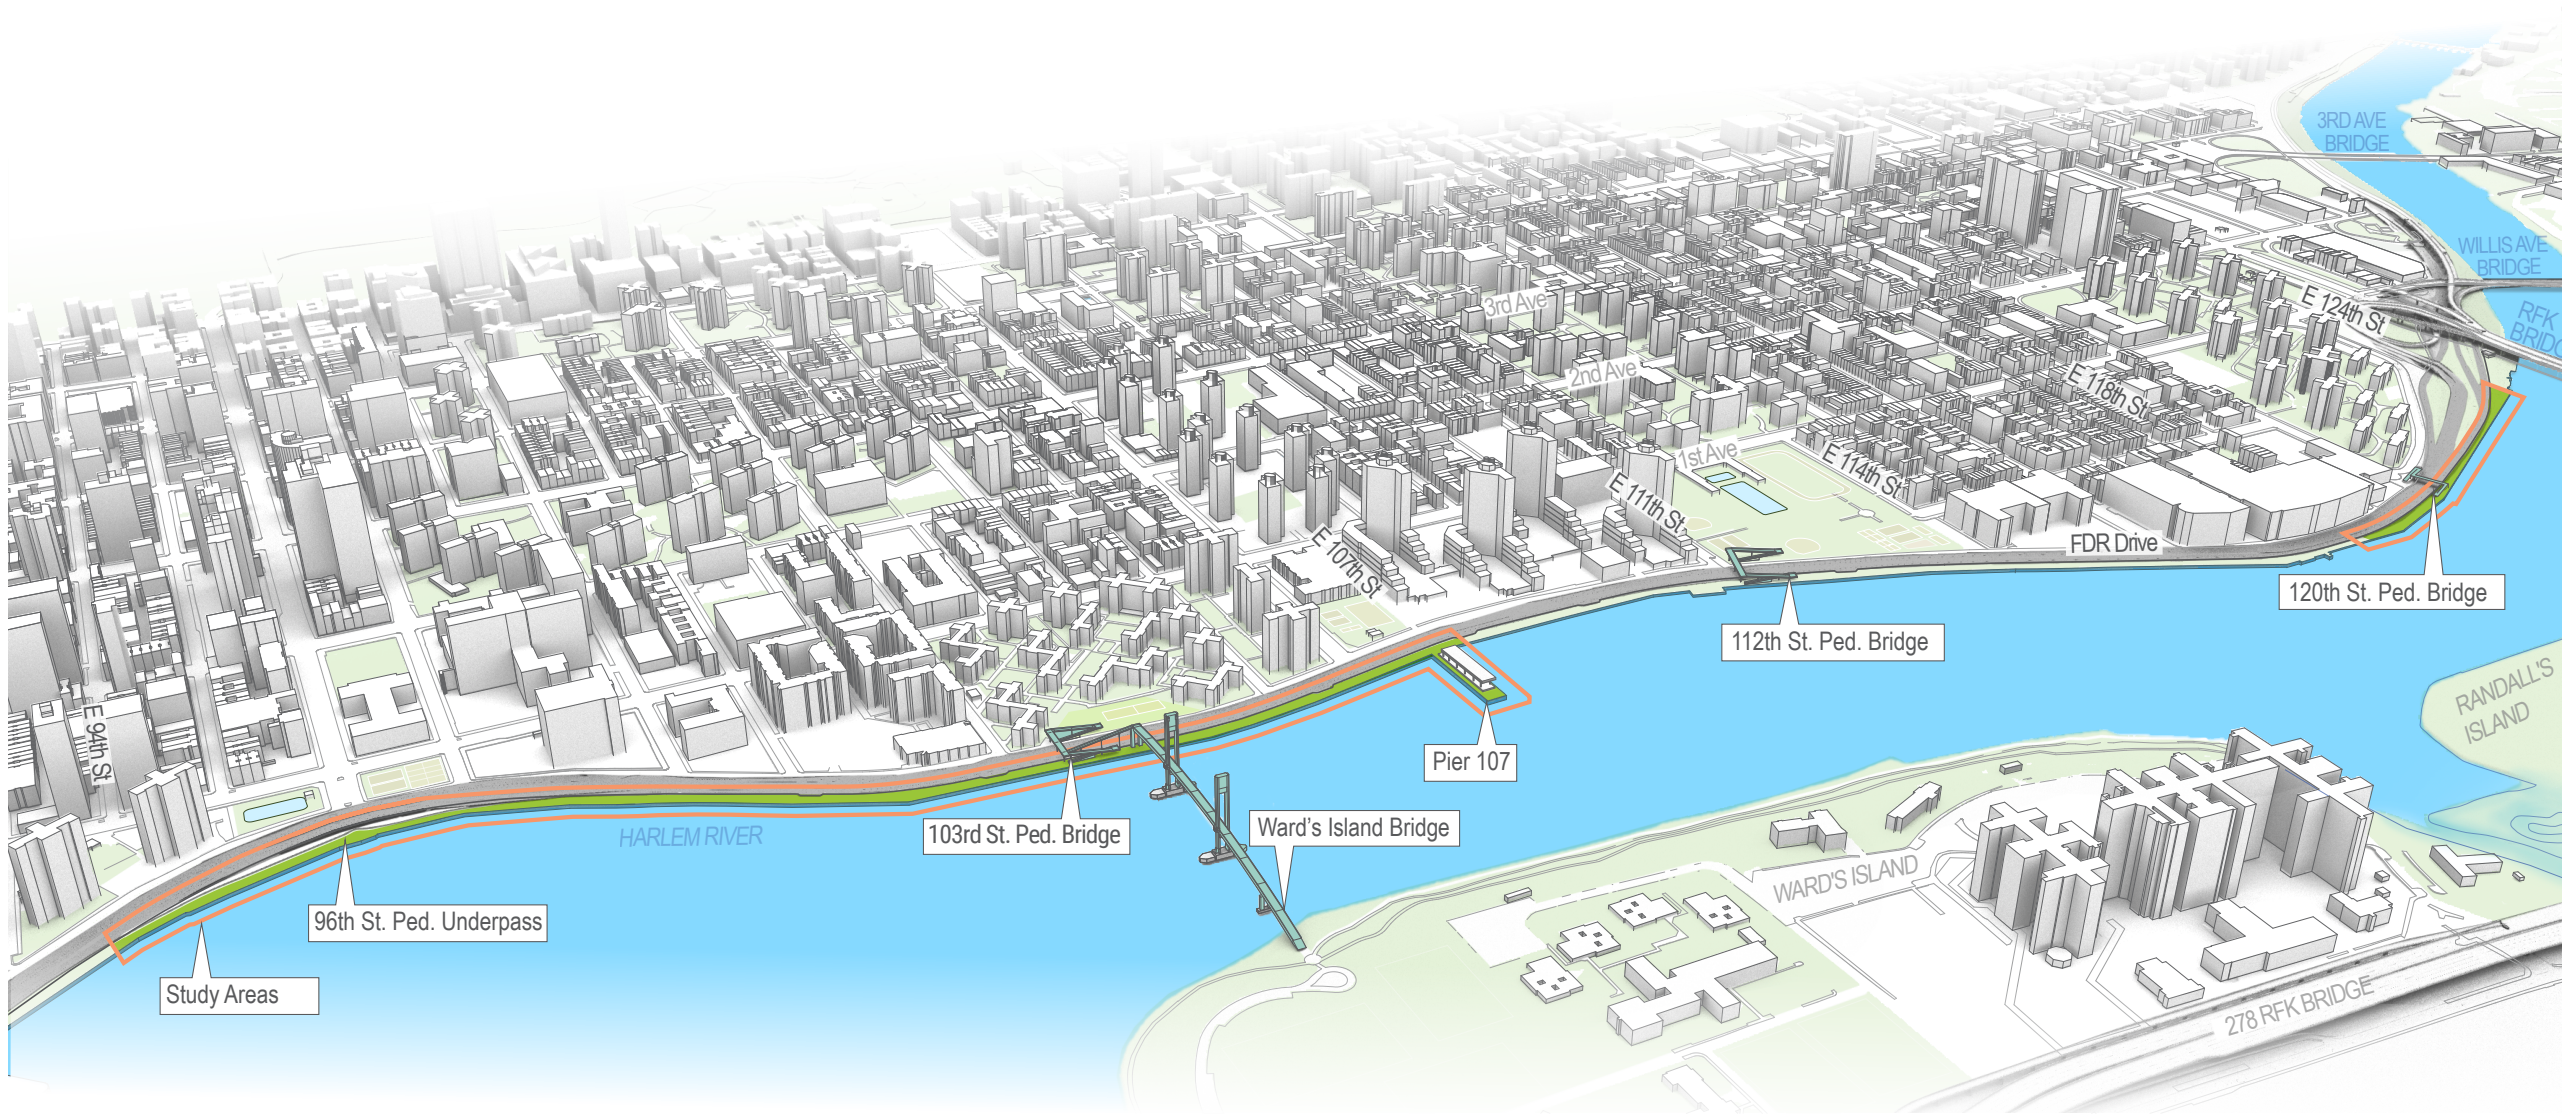 3RD AVE
BRIDGE
WILLIS AVE
BRIDGE
RFK
3rd Ave
E 124th St
2nd Ave
E 118th St
1st Ave
E 114th St
E 111th St
E 107th St
FDR Drive
120th St. Ped. Bridge
112th St. Ped. Bridge
RANDALL'S
ISLAND
E 94th St
Pier 107
HARLEM RIVER
103rd St. Ped. Bridge
Ward's Island Bridge
WARD'S ISLAND
96th St. Ped. Underpass
Study Areas
278 RFK BRIDGE